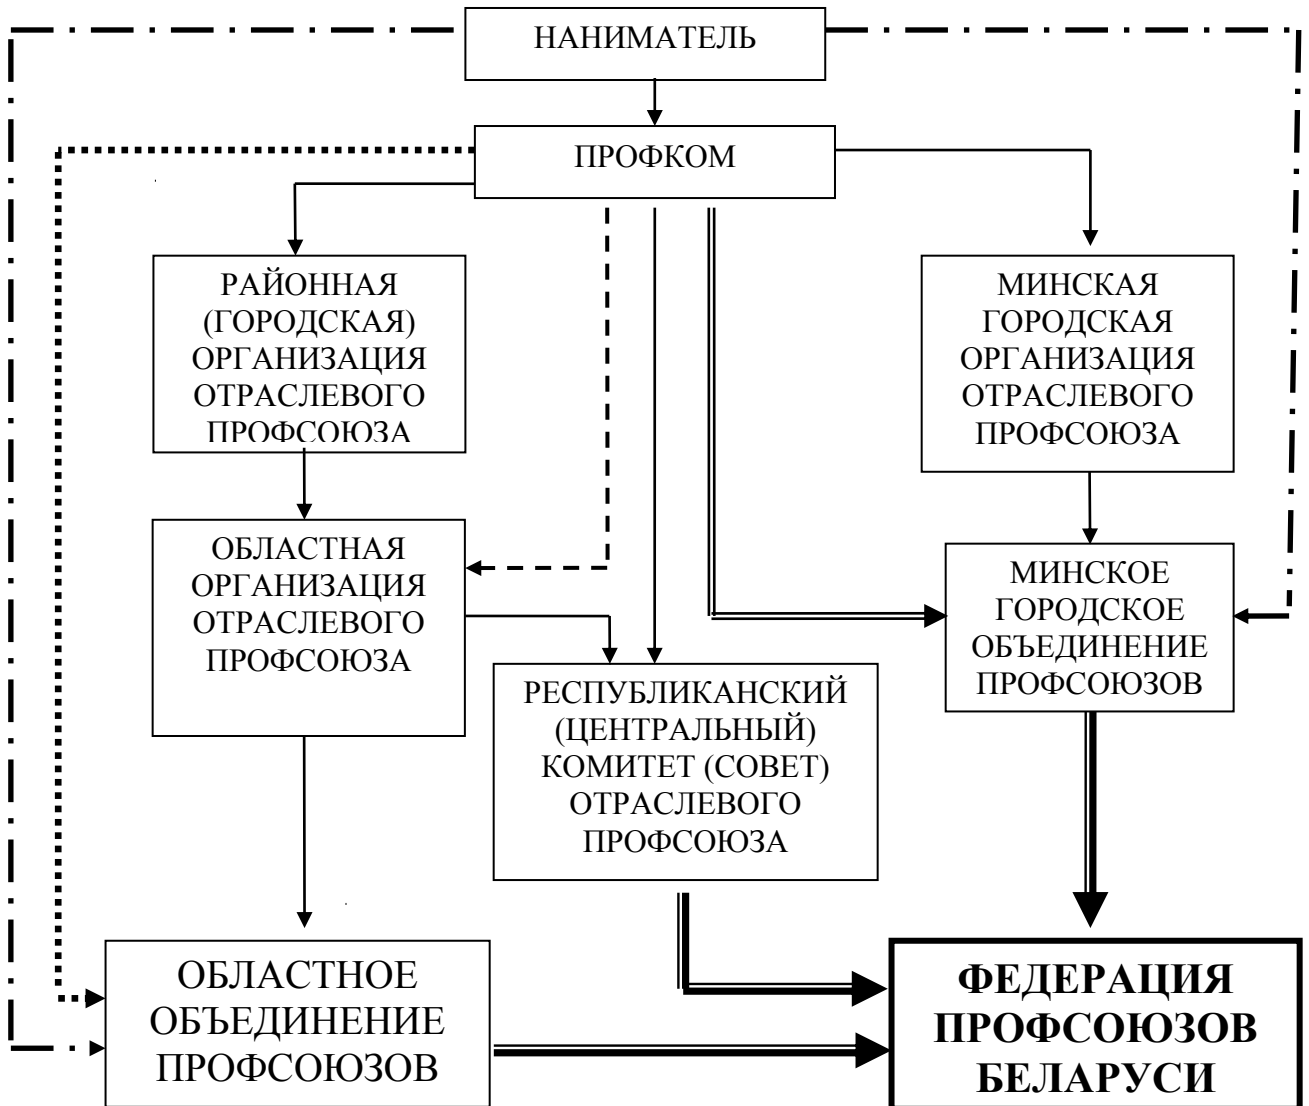 НАНИМАТЕЛЬ
ПРОФКОМ
РАЙОННАЯ
(ГОРОДСКАЯ)
ОРГАНИЗАЦИЯ
ОТРАСЛЕВОГО
ПРОФСОЮЗА
МИНСКАЯ
ГОРОДСКАЯ
ОРГАНИЗАЦИЯ
ОТРАСЛЕВОГО
ПРОФСОЮЗА
ОБЛАСТНАЯ
ОРГАНИЗАЦИЯ
ОТРАСЛЕВОГО
ПРОФСОЮЗА
МИНСКОЕ
ГОРОДСКОЕ
ОБЪЕДИНЕНИЕ
ПРОФСОЮЗОВ
РЕСПУБЛИКАНСКИЙ
(ЦЕНТРАЛЬНЫЙ)
КОМИТЕТ (СОВЕТ)
ОТРАСЛЕВОГО
ПРОФСОЮЗА
ОБЛАСТНОЕ
ОБЪЕДИНЕНИЕ
ПРОФСОЮЗОВ
ФЕДЕРАЦИЯ
ПРОФСОЮЗОВ
БЕЛАРУСИ